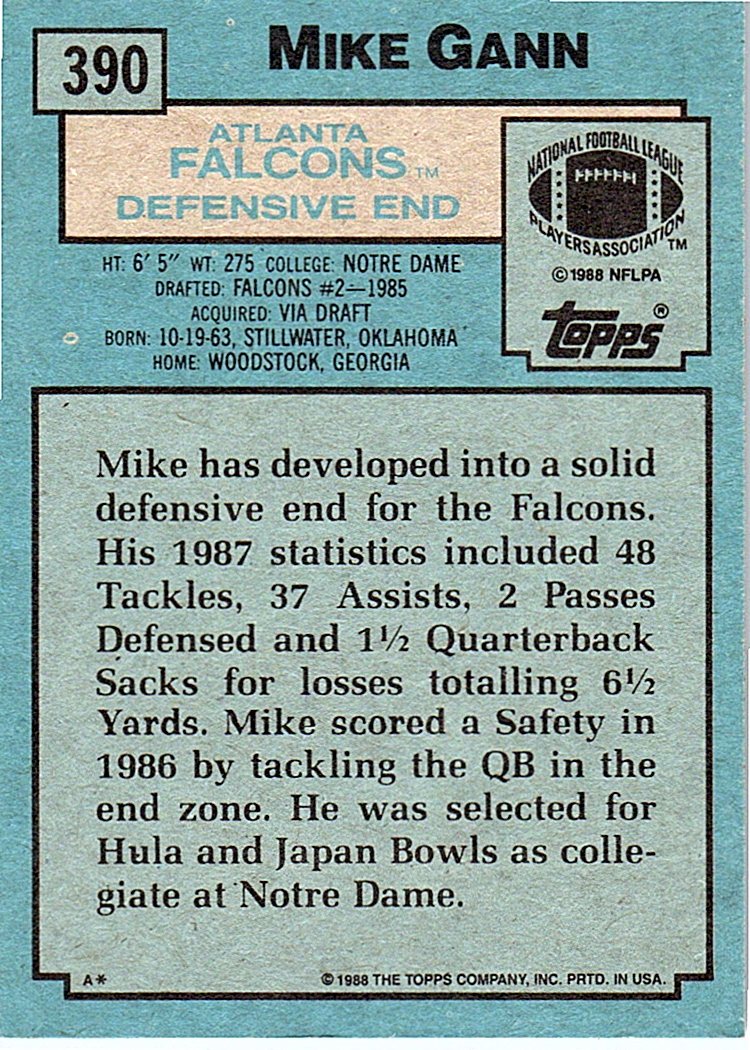 390
MIKE GANN
ATLANTA
FALCONS TM
DEFENSIVE END
NATIONAL FOOTBALL LEAGUE
PLAYERS ASSOCIATION TM
©1988 NFLPA
topps®
HT: 6′ 5″ WT: 275 COLLEGE: NOTRE DAME
DRAFTED: FALCONS #2—1985
ACQUIRED: VIA DRAFT
BORN: 10-19-63, STILLWATER, OKLAHOMA
HOME: WOODSTOCK, GEORGIA
Mike has developed into a solid
defensive end for the Falcons.
His 1987 statistics included 48
Tackles, 37 Assists, 2 Passes
Defensed and 1½ Quarterback
Sacks for losses totalling 6½
Yards. Mike scored a Safety in
1986 by tackling the QB in the
end zone. He was selected for
Hula and Japan Bowls as colle-
giate at Notre Dame.
A*
© 1988 THE TOPPS COMPANY, INC. PRTD. IN USA.